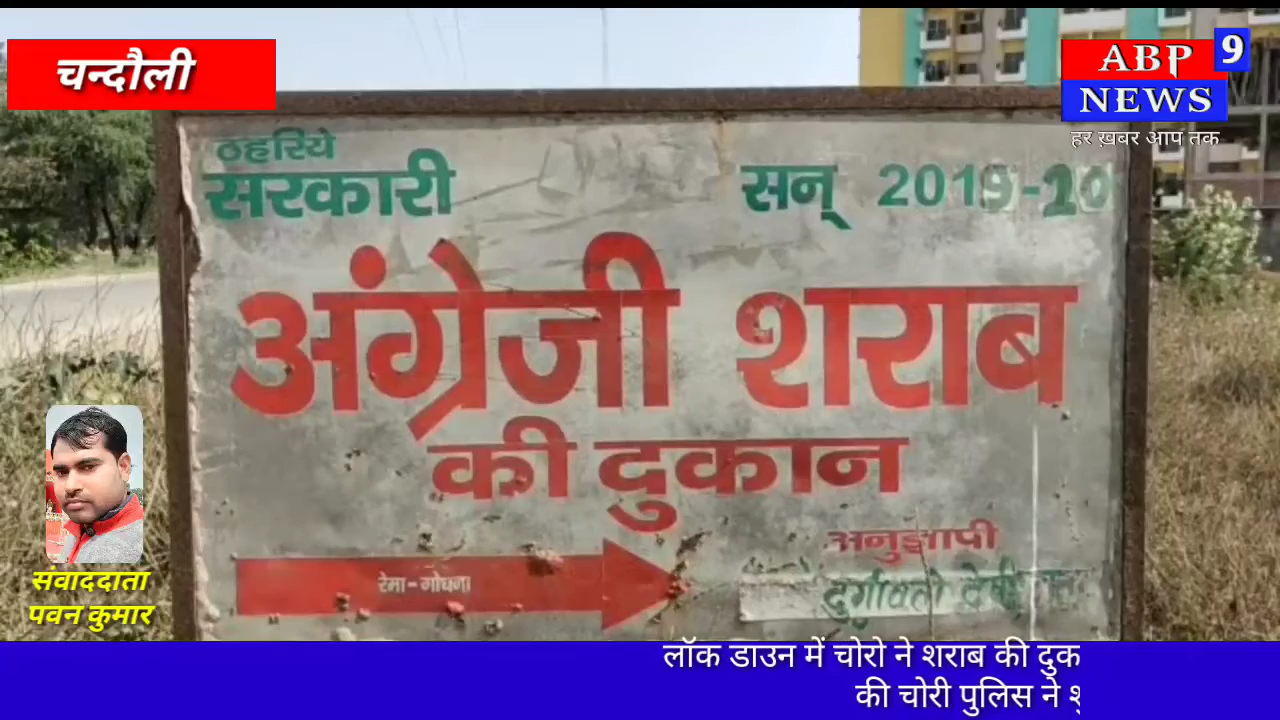 चन्दौली
ABP 9
NEWS
हर ख़बर आप तक
ठहरिये
सरकारी
सन् 2019-20
अंग्रेजी शराब
की दुकान
अनुज्ञापी
रेमा-गोधना
दुर्गावती देवी
संवाददाता
पवन कुमार
लॉक डाउन में चोरो ने शराब की
की चोरी पुलिस ने